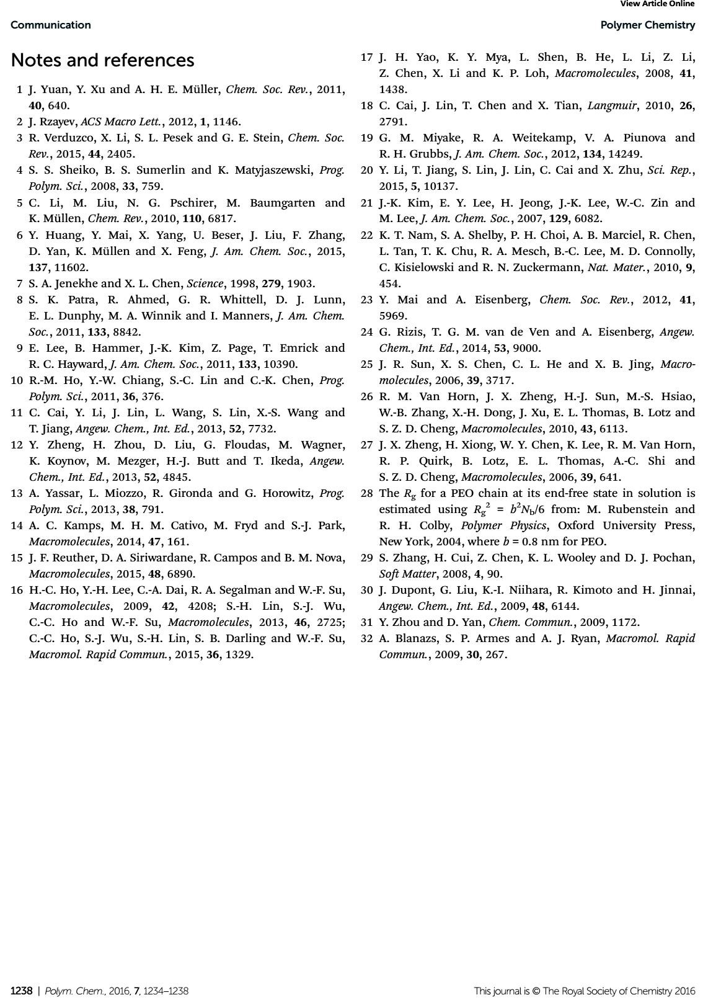 View Article Online
Communication
Polymer Chemistry
Notes and references
1 J. Yuan, Y. Xu and A. H. E. Müller, Chem. Soc. Rev., 2011,
40, 640.
2 J. Rzayev, ACS Macro Lett., 2012, 1, 1146.
3 R. Verduzco, X. Li, S. L. Pesek and G. E. Stein, Chem. Soc.
Rev., 2015, 44, 2405.
4 S. S. Sheiko, B. S. Sumerlin and K. Matyjaszewski, Prog.
Polym. Sci., 2008, 33, 759.
5 C. Li, M. Liu, N. G. Pschirer, M. Baumgarten and
K. Müllen, Chem. Rev., 2010, 110, 6817.
6 Y. Huang, Y. Mai, X. Yang, U. Beser, J. Liu, F. Zhang,
D. Yan, K. Müllen and X. Feng, J. Am. Chem. Soc., 2015,
137, 11602.
7 S. A. Jenekhe and X. L. Chen, Science, 1998, 279, 1903.
8 S. K. Patra, R. Ahmed, G. R. Whittell, D. J. Lunn,
E. L. Dunphy, M. A. Winnik and I. Manners, J. Am. Chem.
Soc., 2011, 133, 8842.
9 E. Lee, B. Hammer, J.-K. Kim, Z. Page, T. Emrick and
R. C. Hayward, J. Am. Chem. Soc., 2011, 133, 10390.
10 R.-M. Ho, Y.-W. Chiang, S.-C. Lin and C.-K. Chen, Prog.
Polym. Sci., 2011, 36, 376.
11 C. Cai, Y. Li, J. Lin, L. Wang, S. Lin, X.-S. Wang and
T. Jiang, Angew. Chem., Int. Ed., 2013, 52, 7732.
12 Y. Zheng, H. Zhou, D. Liu, G. Floudas, M. Wagner,
K. Koynov, M. Mezger, H.-J. Butt and T. Ikeda, Angew.
Chem., Int. Ed., 2013, 52, 4845.
13 A. Yassar, L. Miozzo, R. Gironda and G. Horowitz, Prog.
Polym. Sci., 2013, 38, 791.
14 A. C. Kamps, M. H. M. Cativo, M. Fryd and S.-J. Park,
Macromolecules, 2014, 47, 161.
15 J. F. Reuther, D. A. Siriwardane, R. Campos and B. M. Nova,
Macromolecules, 2015, 48, 6890.
16 H.-C. Ho, Y.-H. Lee, C.-A. Dai, R. A. Segalman and W.-F. Su,
Macromolecules, 2009, 42, 4208; S.-H. Lin, S.-J. Wu,
C.-C. Ho and W.-F. Su, Macromolecules, 2013, 46, 2725;
C.-C. Ho, S.-J. Wu, S.-H. Lin, S. B. Darling and W.-F. Su,
Macromol. Rapid Commun., 2015, 36, 1329.
17 J. H. Yao, K. Y. Mya, L. Shen, B. He, L. Li, Z. Li,
Z. Chen, X. Li and K. P. Loh, Macromolecules, 2008, 41,
1438.
18 C. Cai, J. Lin, T. Chen and X. Tian, Langmuir, 2010, 26,
2791.
19 G. M. Miyake, R. A. Weitekamp, V. A. Piunova and
R. H. Grubbs, J. Am. Chem. Soc., 2012, 134, 14249.
20 Y. Li, T. Jiang, S. Lin, J. Lin, C. Cai and X. Zhu, Sci. Rep.,
2015, 5, 10137.
21 J.-K. Kim, E. Y. Lee, H. Jeong, J.-K. Lee, W.-C. Zin and
M. Lee, J. Am. Chem. Soc., 2007, 129, 6082.
22 K. T. Nam, S. A. Shelby, P. H. Choi, A. B. Marciel, R. Chen,
L. Tan, T. K. Chu, R. A. Mesch, B.-C. Lee, M. D. Connolly,
C. Kisielowski and R. N. Zuckermann, Nat. Mater., 2010, 9,
454.
23 Y. Mai and A. Eisenberg, Chem. Soc. Rev., 2012, 41,
5969.
24 G. Rizis, T. G. M. van de Ven and A. Eisenberg, Angew.
Chem., Int. Ed., 2014, 53, 9000.
25 J. R. Sun, X. S. Chen, C. L. He and X. B. Jing, Macro-
molecules, 2006, 39, 3717.
26 R. M. Van Horn, J. X. Zheng, H.-J. Sun, M.-S. Hsiao,
W.-B. Zhang, X.-H. Dong, J. Xu, E. L. Thomas, B. Lotz and
S. Z. D. Cheng, Macromolecules, 2010, 43, 6113.
27 J. X. Zheng, H. Xiong, W. Y. Chen, K. Lee, R. M. Van Horn,
R. P. Quirk, B. Lotz, E. L. Thomas, A.-C. Shi and
S. Z. D. Cheng, Macromolecules, 2006, 39, 641.
28 The Rg for a PEO chain at its end-free state in solution is
estimated using Rg² = b²Nb/6 from: M. Rubenstein and
R. H. Colby, Polymer Physics, Oxford University Press,
New York, 2004, where b = 0.8 nm for PEO.
29 S. Zhang, H. Cui, Z. Chen, K. L. Wooley and D. J. Pochan,
Soft Matter, 2008, 4, 90.
30 J. Dupont, G. Liu, K.-I. Niihara, R. Kimoto and H. Jinnai,
Angew. Chem., Int. Ed., 2009, 48, 6144.
31 Y. Zhou and D. Yan, Chem. Commun., 2009, 1172.
32 A. Blanazs, S. P. Armes and A. J. Ryan, Macromol. Rapid
Commun., 2009, 30, 267.
1238 | Polym. Chem., 2016, 7, 1234–1238
This journal is © The Royal Society of Chemistry 2016